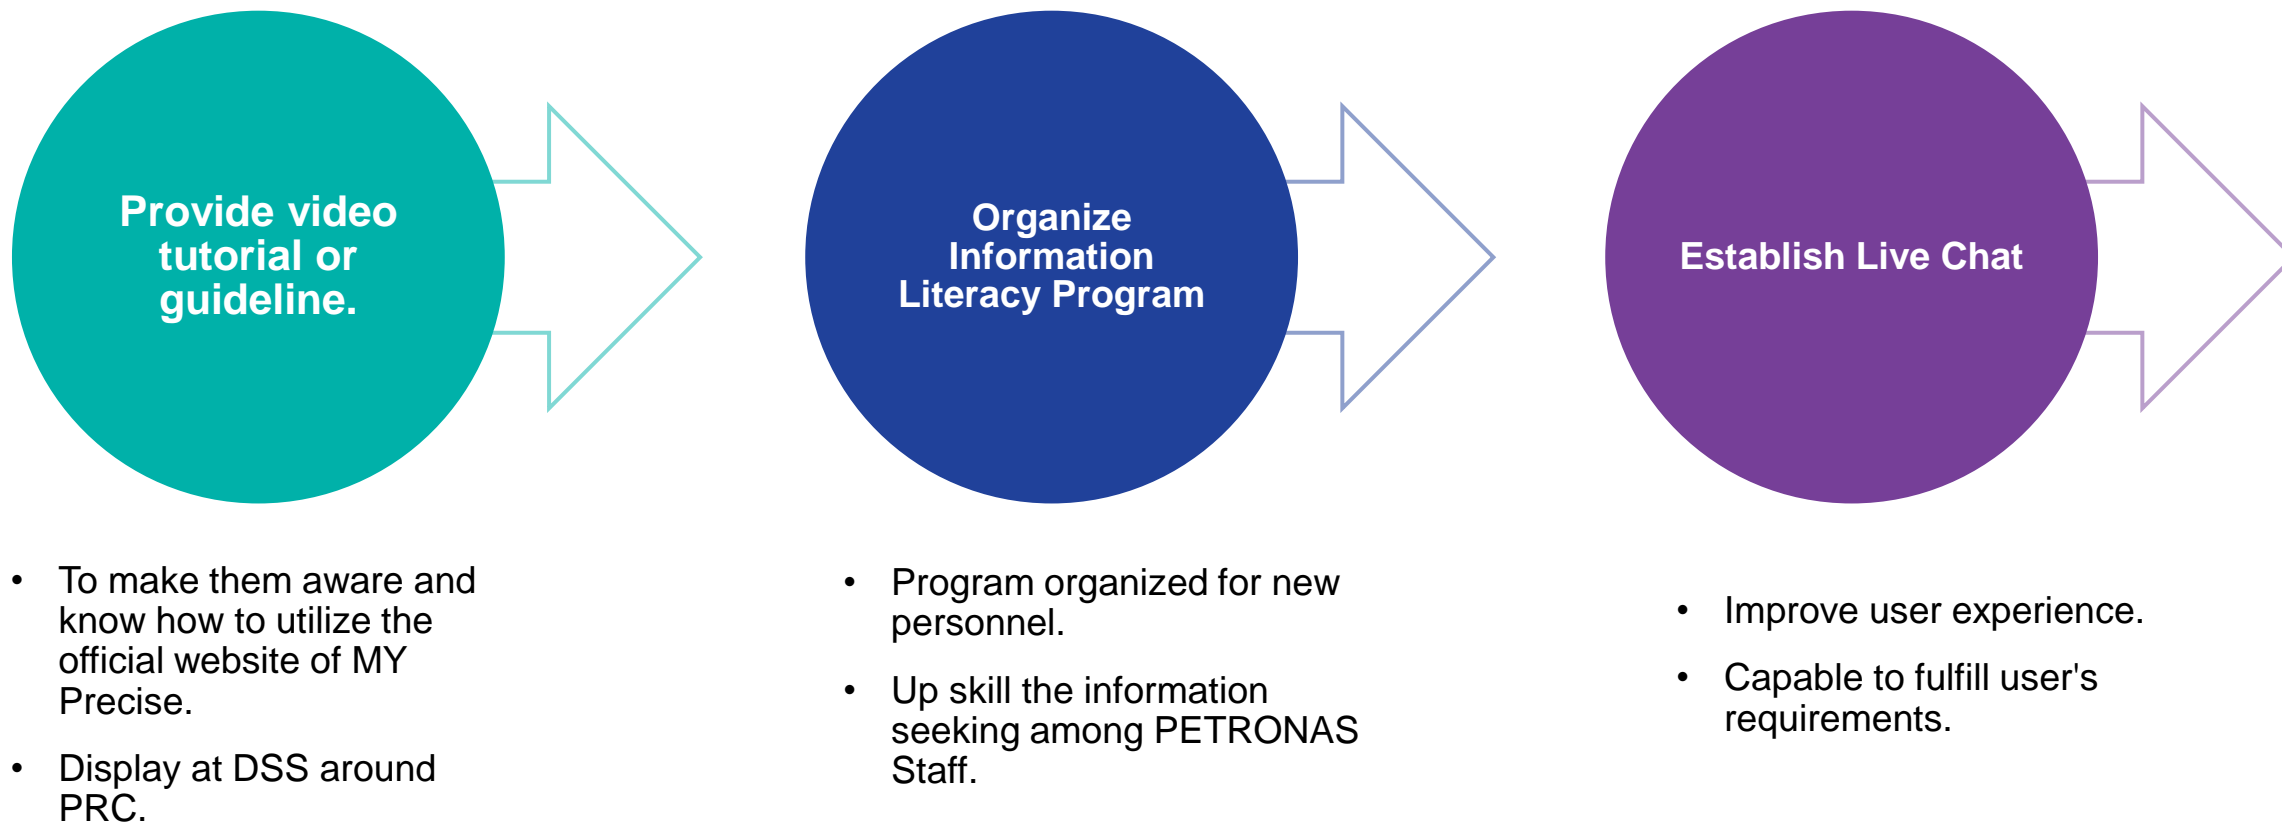 Provide video
tutorial or
guideline.
Organize
Information
Literacy Program
Establish Live Chat
• To make them aware and
know how to utilize the
official website of MY
Precise.
• Display at DSS around
PRC.
• Program organized for new
personnel.
• Up skill the information
seeking among PETRONAS
Staff.
• Improve user experience.
• Capable to fulfill user's
requirements.